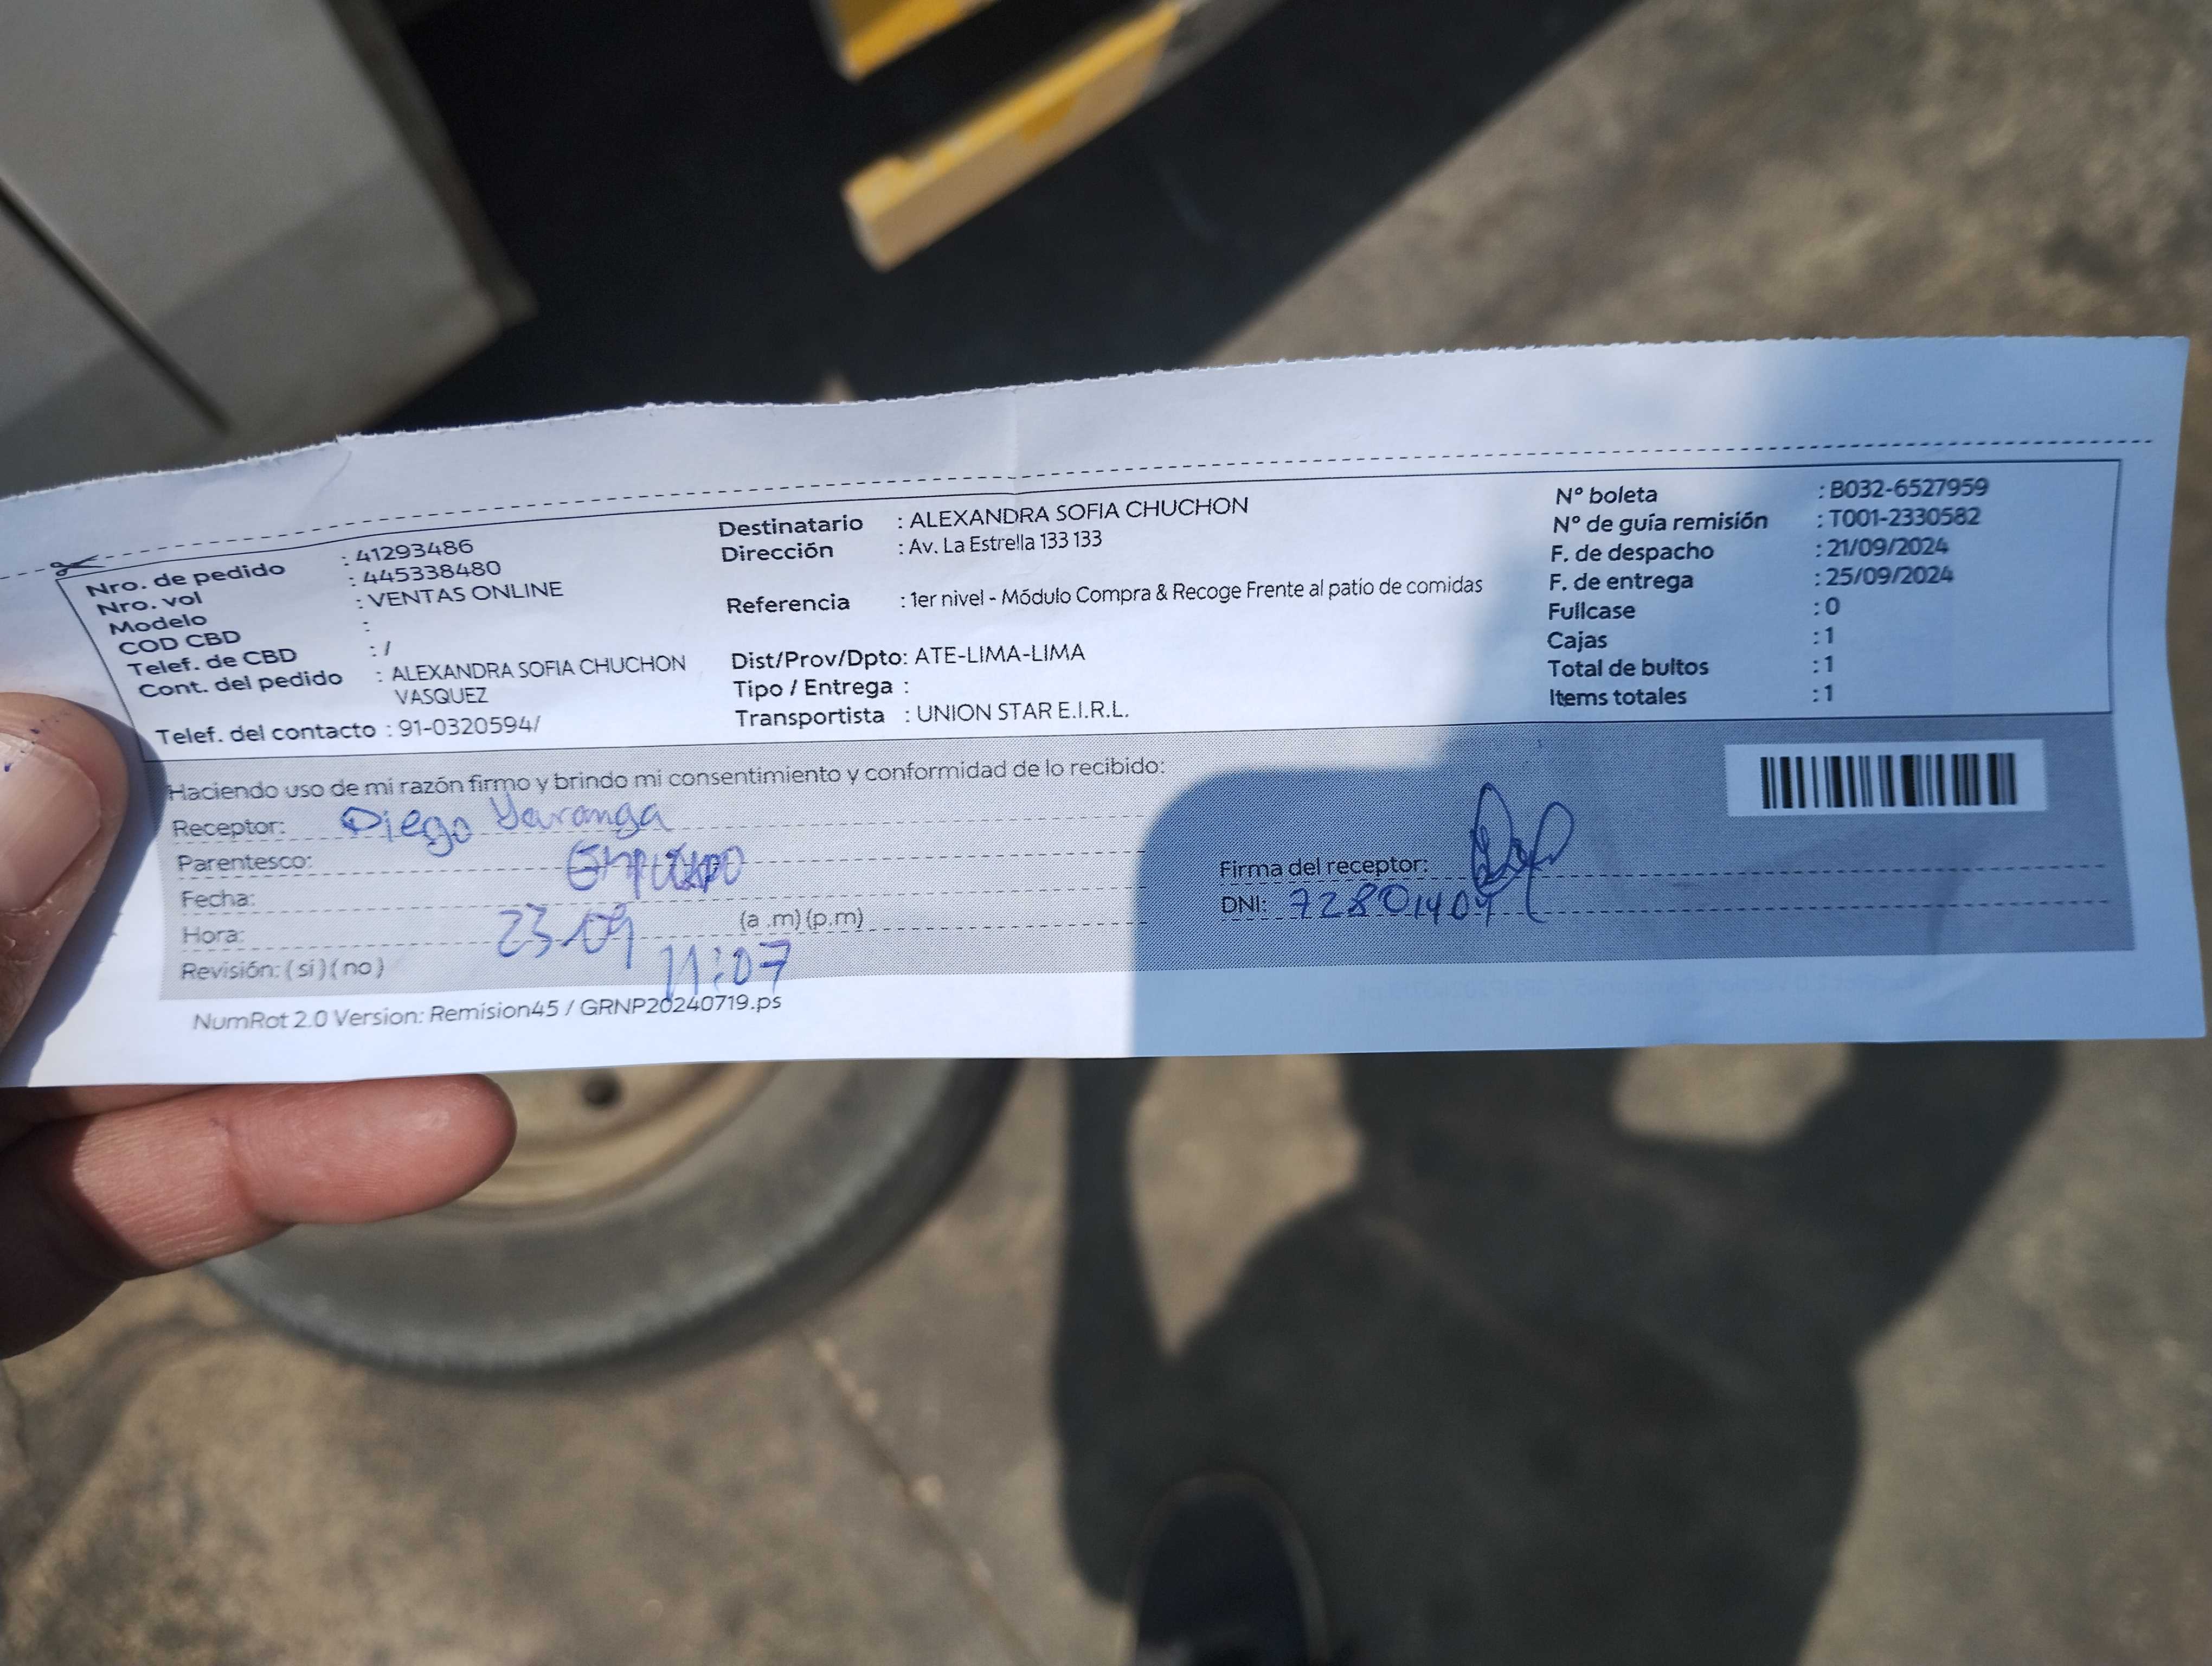 Nro. de pedido : 41293486
Nro. vol : 445338480
Modelo : VENTAS ONLINE
COD CBD :
Telef. de CBD : /
Cont. del pedido : ALEXANDRA SOFIA CHUCHON
VASQUEZ
Telef. del contacto : 91-0320594/
Destinatario : ALEXANDRA SOFIA CHUCHON
Dirección : Av. La Estrella 133 133
Referencia : 1er nivel - Módulo Compra & Recoge Frente al patio de comidas
Dist/Prov/Dpto: ATE-LIMA-LIMA
Tipo / Entrega :
Transportista : UNION STAR E.I.R.L.
Nº boleta : B032-6527959
Nº de guía remisión : T001-2330582
F. de despacho : 21/09/2024
F. de entrega : 25/09/2024
Fullcase : 0
Cajas : 1
Total de bultos : 1
Items totales : 1
Haciendo uso de mi razón firmo y brindo mi consentimiento y conformidad de lo recibido:
Receptor: Diego Yaranga
Parentesco:
Fecha: 23-09
Hora: 11:07 (a .m) (p.m)
Revisión: ( si ) ( no )
Firma del receptor:
DNI: 72801404
NumRot 2.0 Version: Remision45 / GRNP20240719.ps